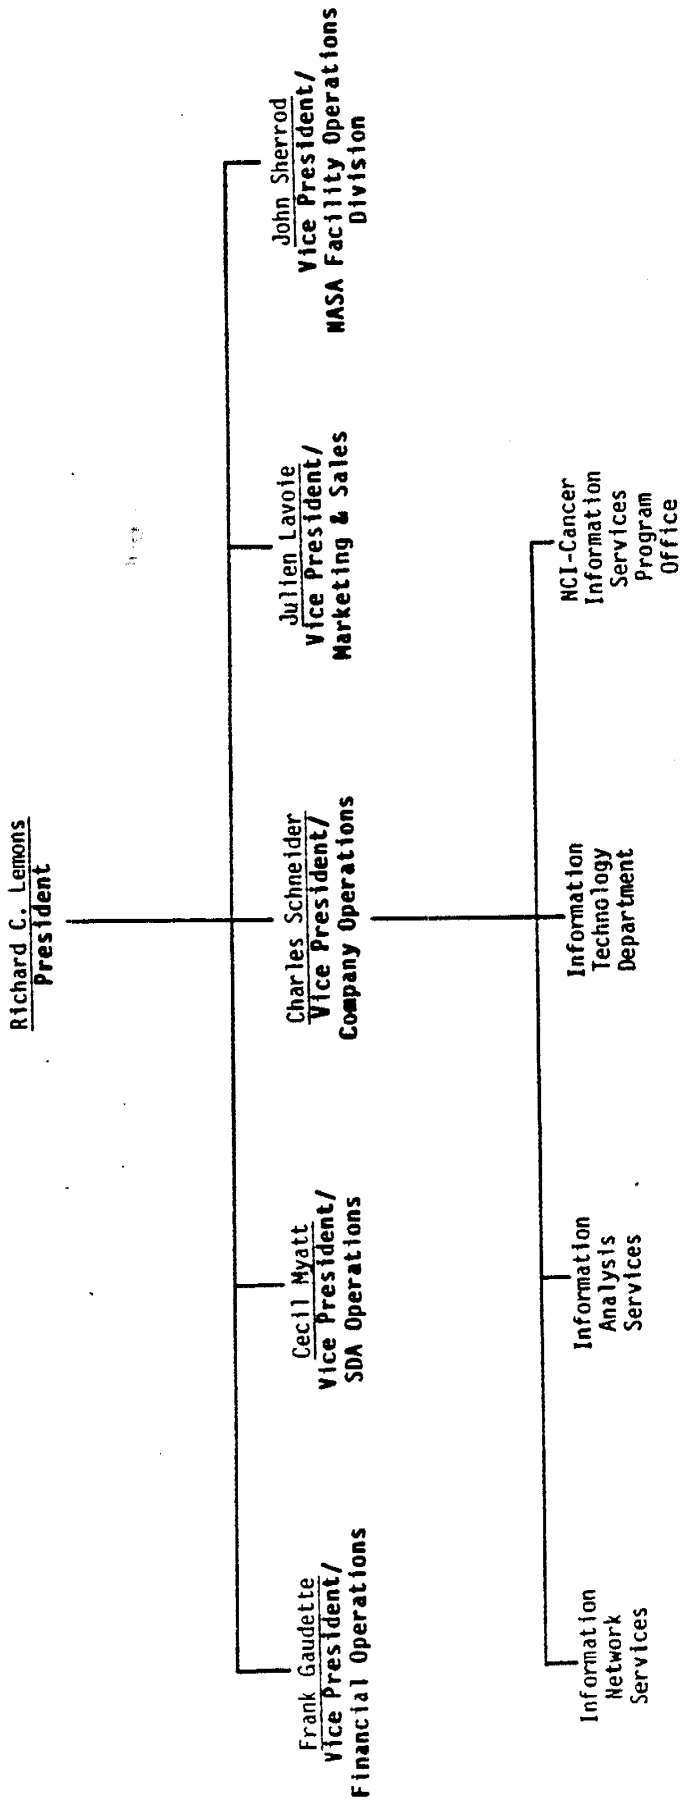 Richard C. Lemons
President
Frank Gaudette
Vice President/
Financial Operations
Cecil Myatt
Vice President/
SDA Operations
Charles Schneider
Vice President/
Company Operations
Julien Lavoie
Vice President/
Marketing & Sales
John Sherrod
Vice President/
NASA Facility Operations
Division
Information
Network
Services
Information
Analysis
Services
Information
Technology
Department
NCI-Cancer
Information
Services
Program
Office